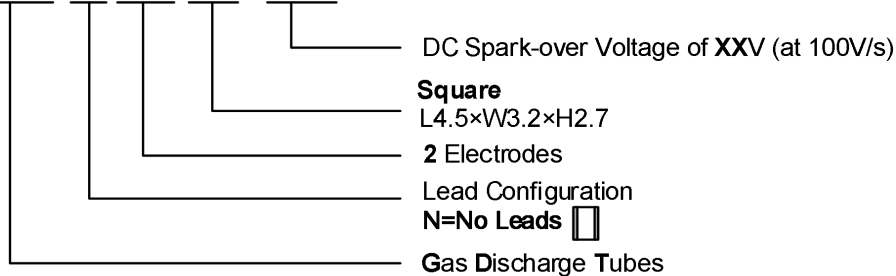 DC Spark-over Voltage of XXV (at 100V/s)
Square
L4.5×W3.2×H2.7
2 Electrodes
Lead Configuration
N=No Leads
Gas Discharge Tubes